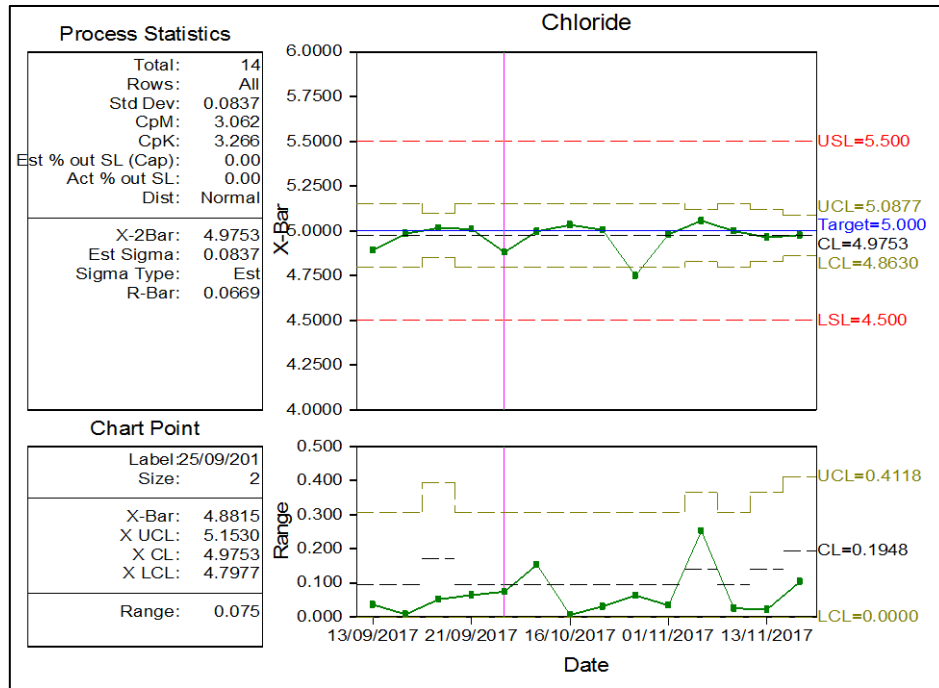 Process Statistics
Total: 14
Rows: All
Std Dev: 0.0837
CpM: 3.062
CpK: 3.266
Est % out SL (Cap): 0.00
Act % out SL: 0.00
Dist: Normal
X-2Bar: 4.9753
Est Sigma: 0.0837
Sigma Type: Est
R-Bar: 0.0669
Chart Point
Label:25/09/201
Size: 2
X-Bar: 4.8815
X UCL: 5.1530
X CL: 4.9753
X LCL: 4.7977
Range: 0.075
Chloride
X-Bar
6.0000
5.7500
5.5000
5.2500
5.0000
4.7500
4.5000
4.2500
4.0000
USL=5.500
UCL=5.0877
Target=5.000
CL=4.9753
LCL=4.8630
LSL=4.500
Range
0.500
0.400
0.300
0.200
0.100
0.000
UCL=0.4118
CL=0.1948
LCL=0.0000
13/09/2017 21/09/2017 16/10/2017 01/11/2017 13/11/2017
Date